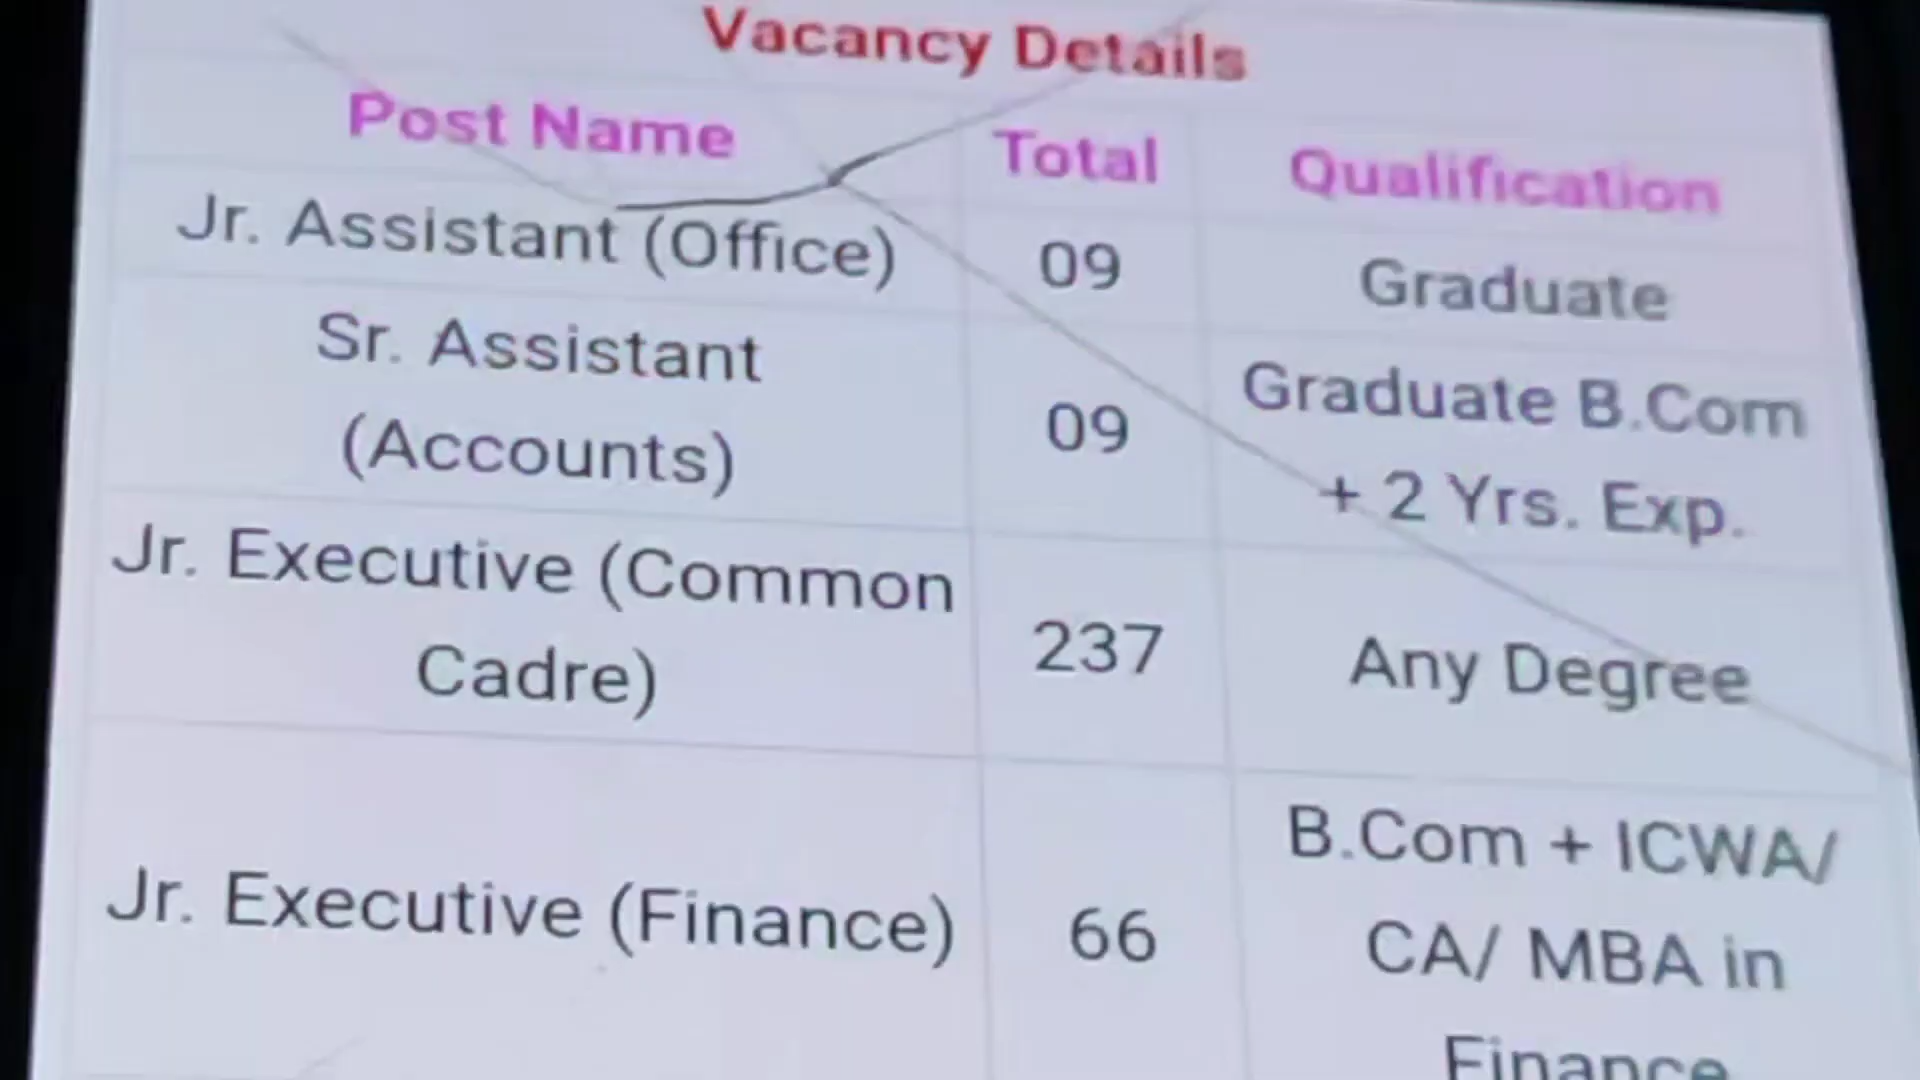 Vacancy Details
Post Name Total Qualification
Jr. Assistant (Office) 09 Graduate
Sr. Assistant
(Accounts)
09
Graduate B.Com
+ 2 Yrs. Exp.
Jr. Executive (Common
Cadre)
237
Any Degree
Jr. Executive (Finance)
66
B.Com + ICWA/
CA/ MBA in
Finance